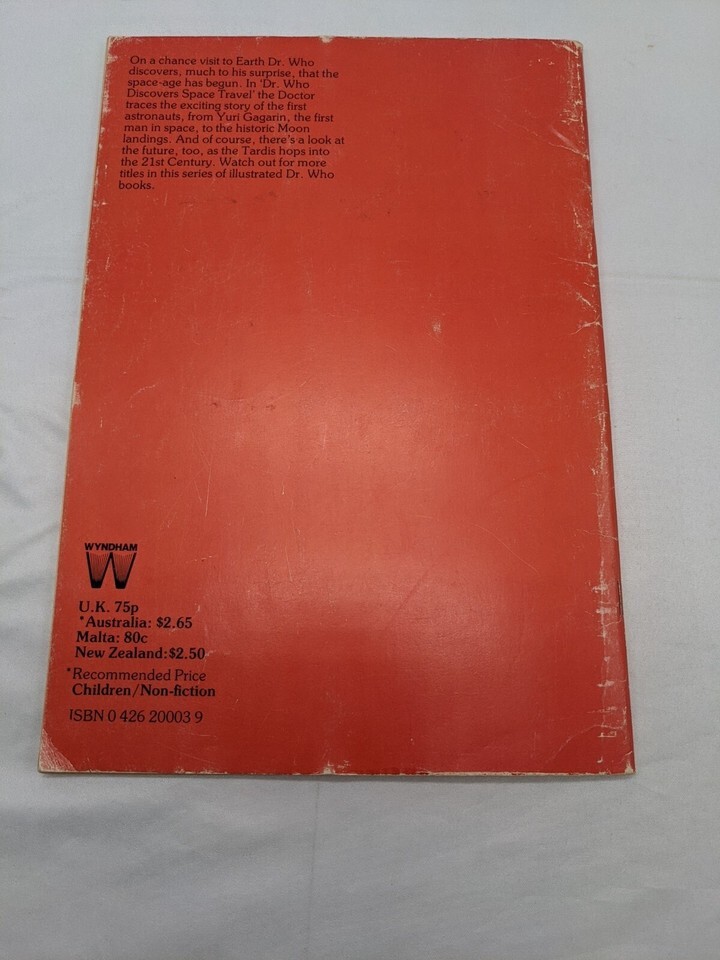 On a chance visit to Earth Dr. Who
discovers, much to his surprise, that the
space-age has begun. In 'Dr. Who
Discovers Space Travel' the Doctor
traces the exciting story of the first
astronauts, from Yuri Gagarin, the first
man in space, to the historic Moon
landings. And of course, there's a look at
the future, too, as the Tardis hops into
the 21st Century. Watch out for more
titles in this series of illustrated Dr. Who
books.
WYNDHAM
W
U.K. 75p
*Australia: $2.65
Malta: 80c
New Zealand:$2.50
*Recommended Price
Children/Non-fiction
ISBN 0 426 20003 9